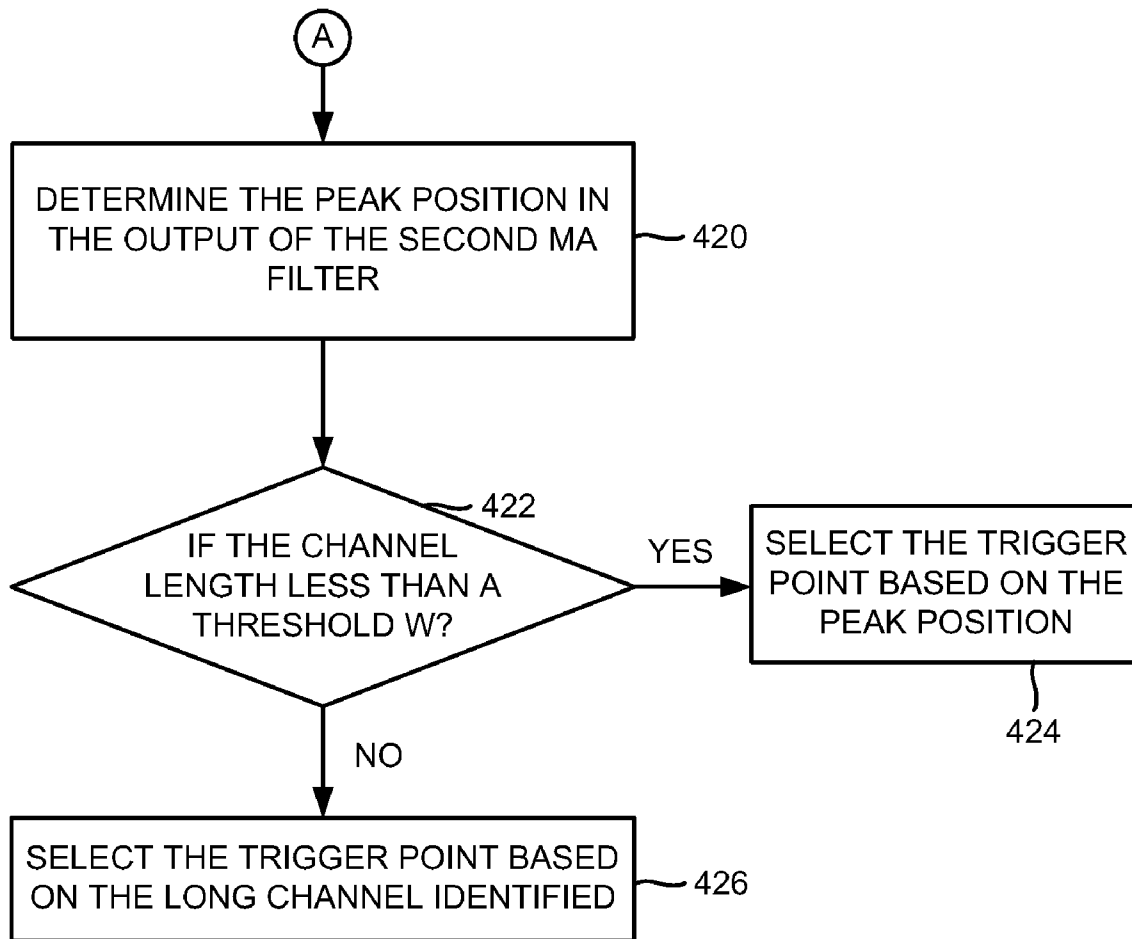 A
DETERMINE THE PEAK POSITION IN
THE OUTPUT OF THE SECOND MA
FILTER
420
422
IF THE CHANNEL
LENGTH LESS THAN A
THRESHOLD W?
YES
SELECT THE TRIGGER
POINT BASED ON THE
PEAK POSITION
424
NO
SELECT THE TRIGGER POINT BASED
ON THE LONG CHANNEL IDENTIFIED
426